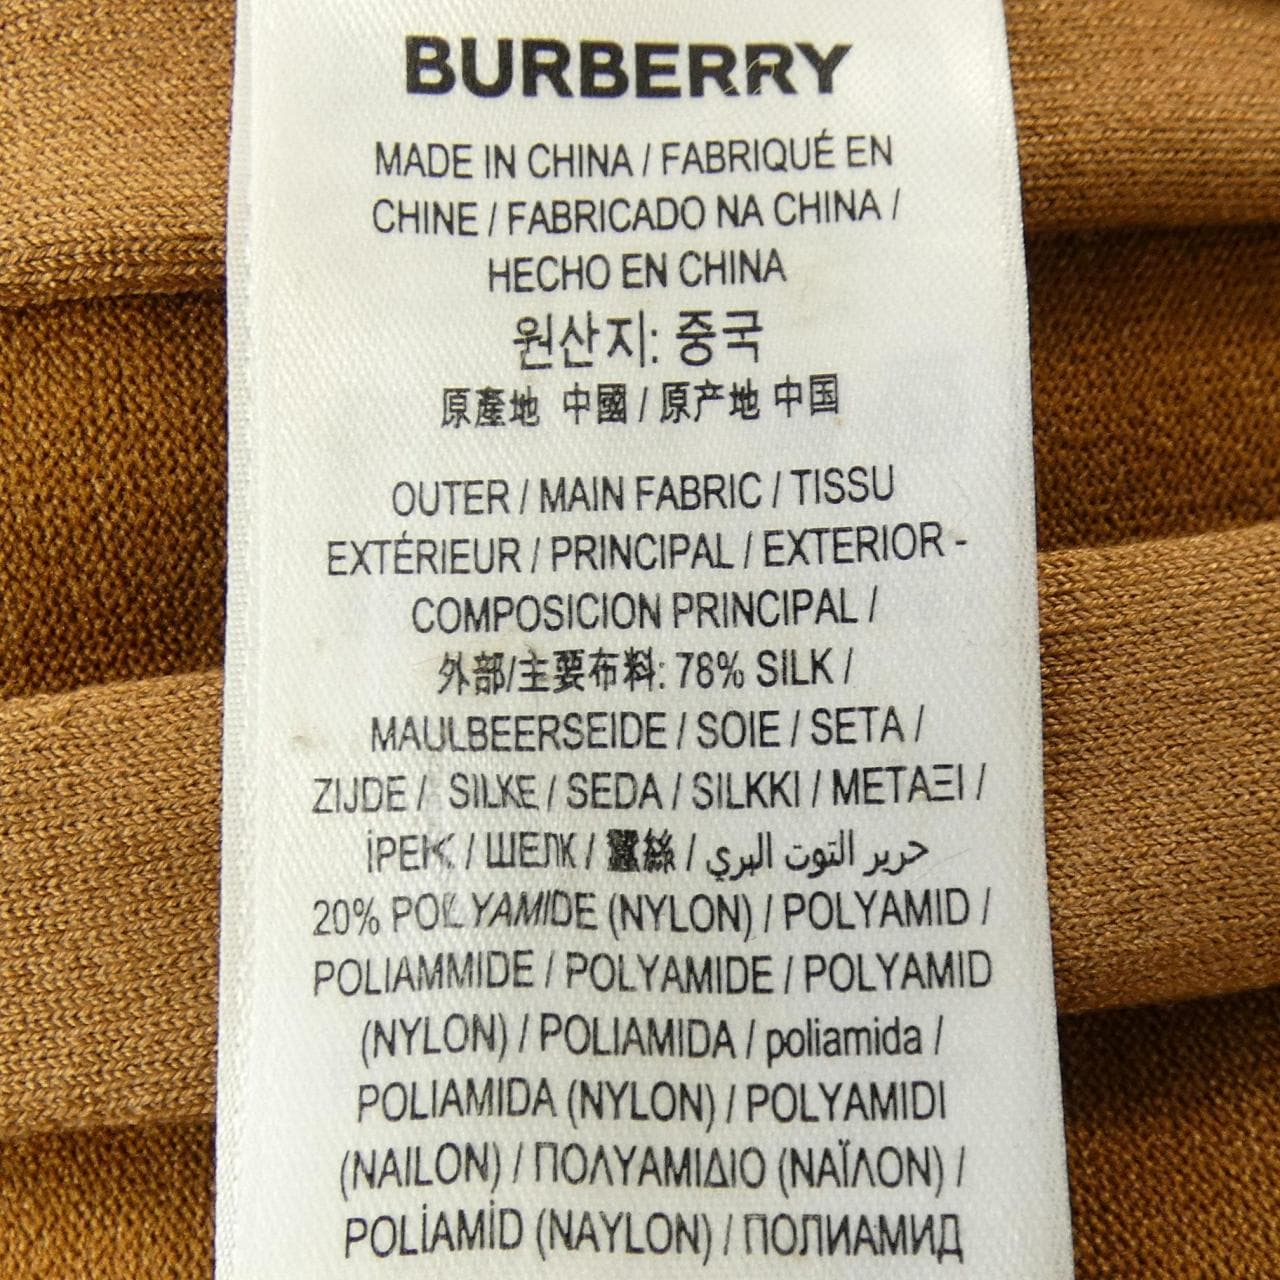 BURBERRY
MADE IN CHINA / FABRIQUÉ EN
CHINE / FABRICADO NA CHINA /
HECHO EN CHINA
원산지: 중국
原產地 中國 / 原产地 中国
OUTER / MAIN FABRIC / TISSU
EXTÉRIEUR / PRINCIPAL / EXTERIOR -
COMPOSICION PRINCIPAL /
外部/主要布料: 78% SILK /
MAULBEERSEIDE / SOIE / SETA /
ZIJDE / SILKE / SEDA / SILKKI / ΜΕΤΑΞΙ /
İPEK / ШЕЛК / 蠶絲 / حرير التوت البري
20% POLYAMIDE (NYLON) / POLYAMID /
POLIAMMIDE / POLYAMIDE / POLYAMID
(NYLON) / POLIAMIDA / poliamida /
POLIAMIDA (NYLON) / POLYAMIDI
(NAILON) / ΠΟΛΥΑΜΙΔΙΟ (ΝΑΪΛΟΝ) /
POLİAMİD (NAYLON) / ПОЛИАМИД